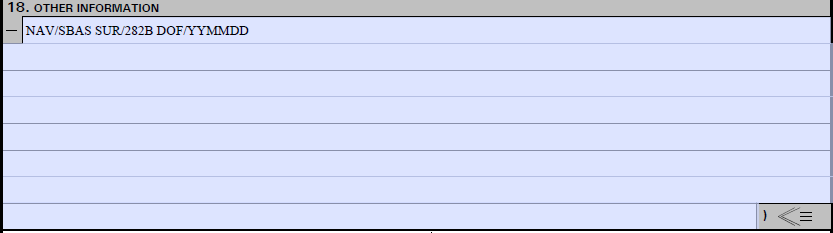 18. OTHER INFORMATION
— NAV/SBAS SUR/282B DOF/YYMMDD
)